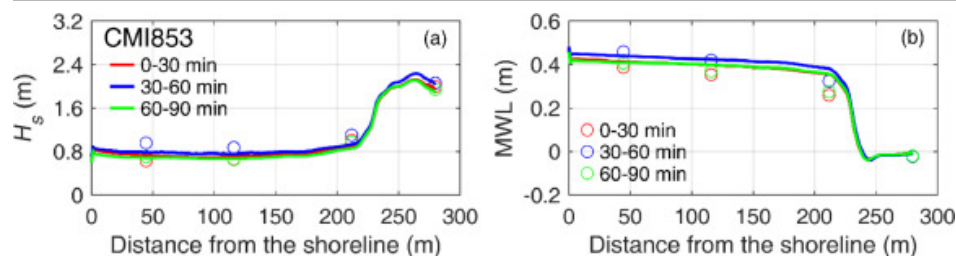 CMI853
(a)
0-30 min
30-60 min
60-90 min
3.2
2.4
1.6
0.8
0
Hs (m)
0 50 100 150 200 250 300
Distance from the shoreline (m)
(b)
0-30 min
30-60 min
60-90 min
0.6
0.4
0.2
0
-0.2
MWL (m)
0 50 100 150 200 250 300
Distance from the shoreline (m)